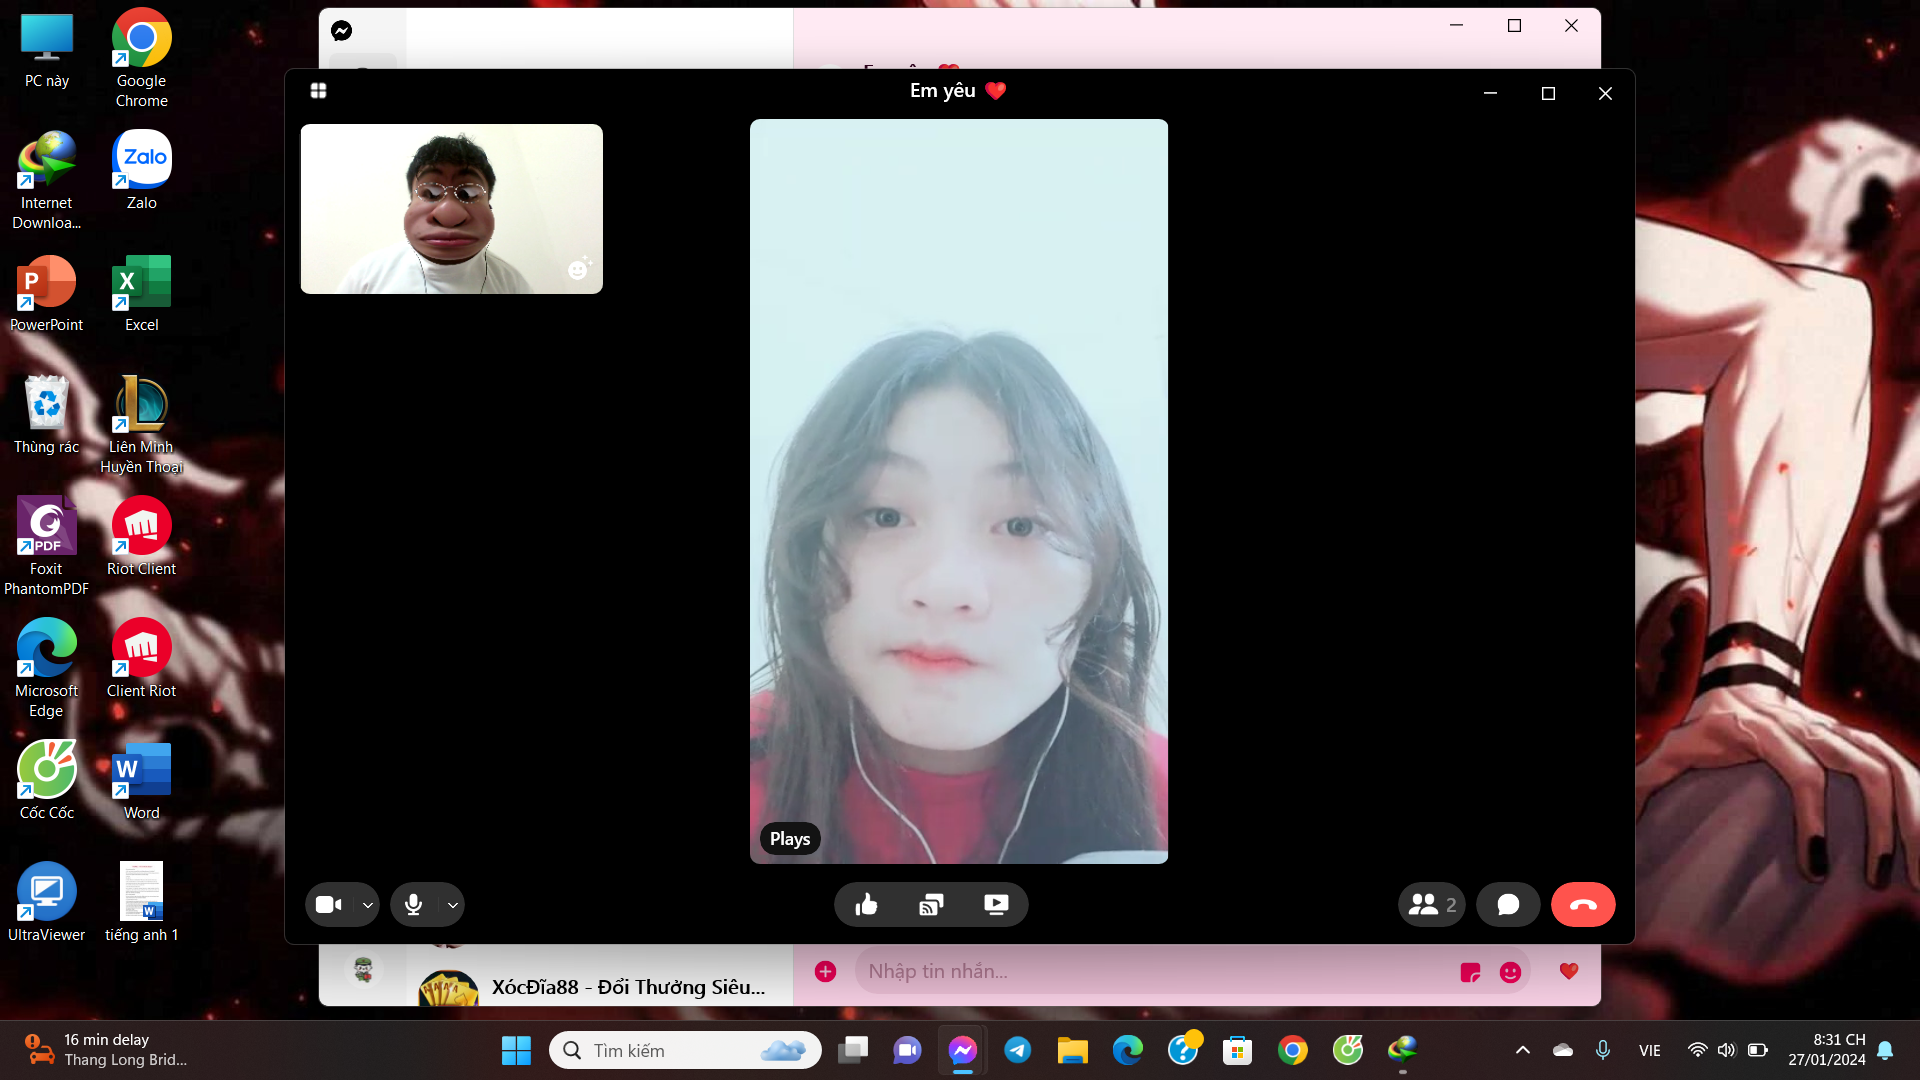 PC này
Google
Chrome
Internet
Downloa...
Zalo
Zalo
PowerPoint
Excel
Thùng rác
Liên Minh
Huyền Thoại
PDF
Foxit
PhantomPDF
Riot Client
Microsoft
Edge
Client Riot
Cốc Cốc
Word
UltraViewer
tiếng anh 1
Em yêu
Plays
2
XócĐĩa88 - Đổi Thưởng Siêu...
Nhập tin nhắn...
16 min delay
Thang Long Brid...
Tìm kiếm
VIE
8:31 CH
27/01/2024